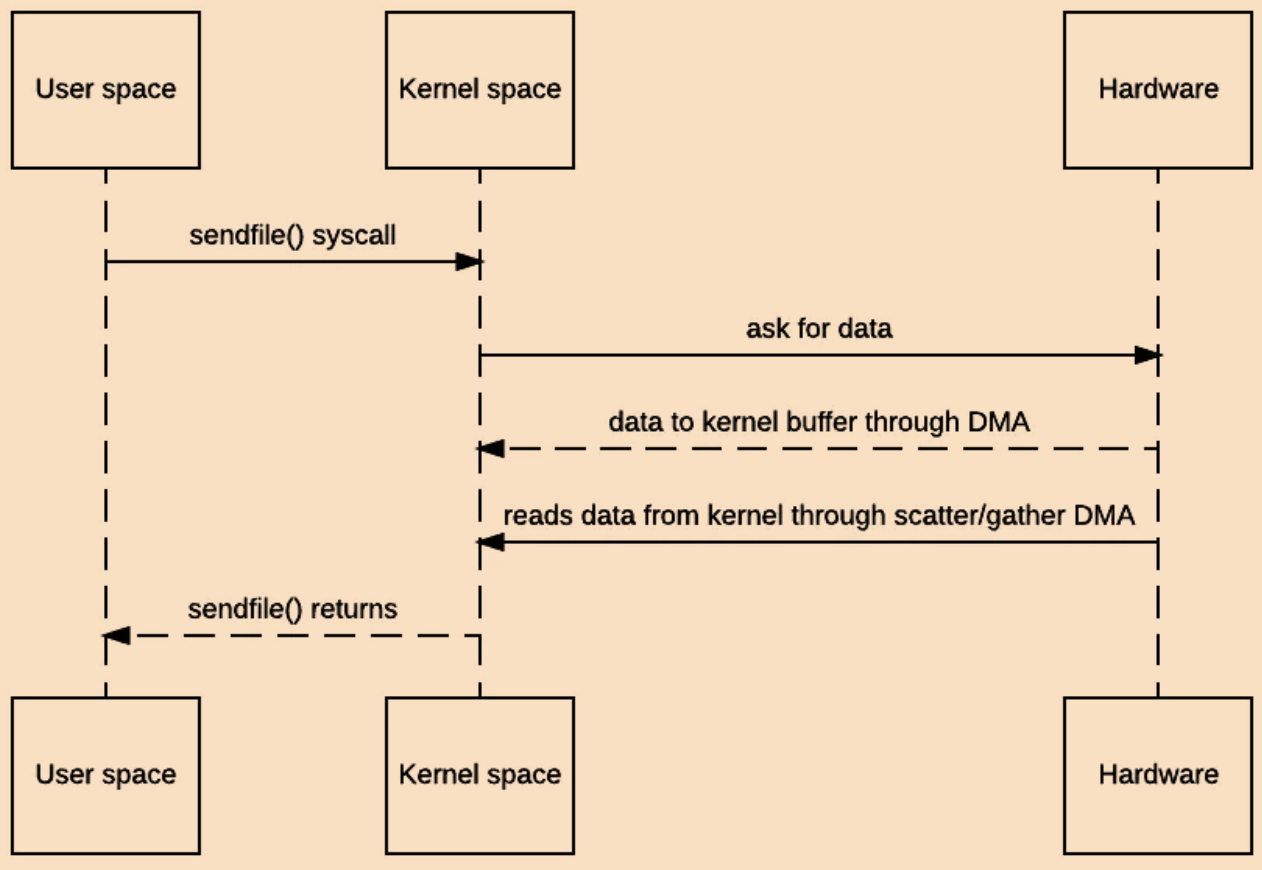 User space
Kernel space
Hardware
sendfile() syscall
ask for data
data to kernel buffer through DMA
reads data from kernel through scatter/gather DMA
sendfile() returns
User space
Kernel space
Hardware